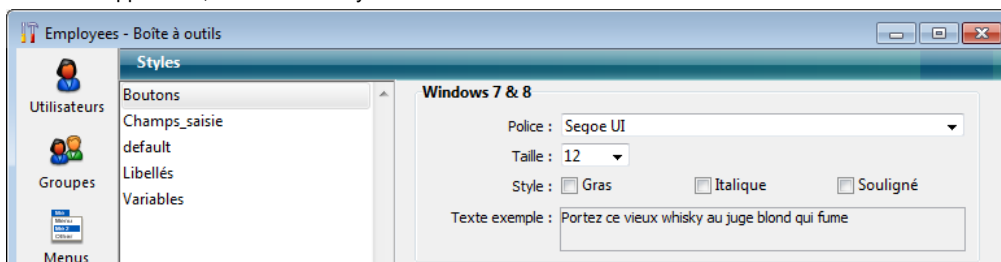 Employees - Boîte à outils
Styles
Utilisateurs
Groupes
Menus
Boutons
Champs_saisie
default
Libellés
Variables
Windows 7 & 8
Police : Segoe UI
Taille : 12
Style : Gras Italique Souligné
Texte exemple : Portez ce vieux whisky au juge blond qui fume